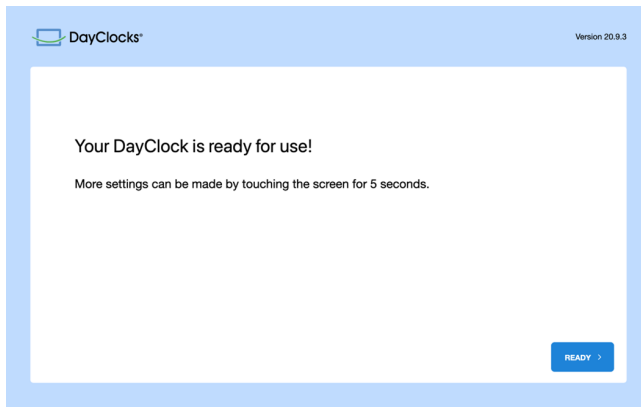 DayClocks®
Version 20.9.3
Your DayClock is ready for use!
More settings can be made by touching the screen for 5 seconds.
READY >